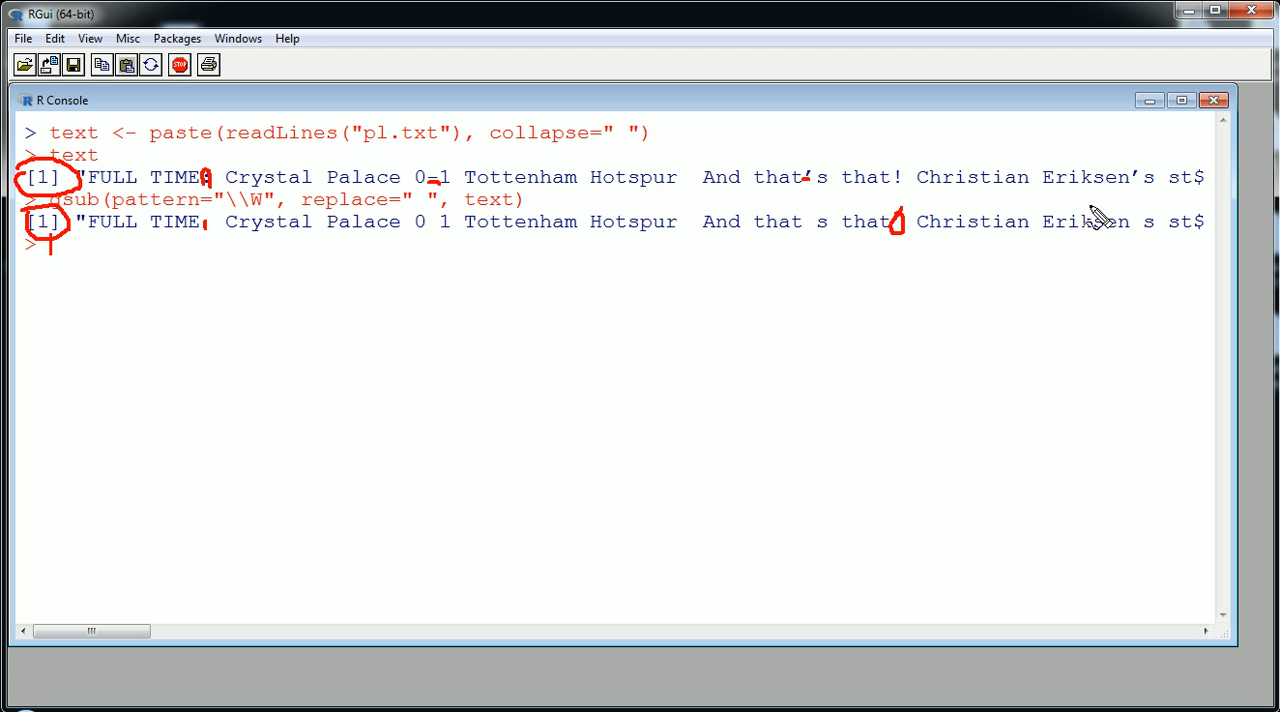 RGui (64-bit)
File Edit View Misc Packages Windows Help
STOP
R Console
> text <- paste(readLines("pl.txt"), collapse=" ")
> text
[1] "FULL TIME: Crystal Palace 0-1 Tottenham Hotspur  And that’s that! Christian Eriksen’s st$
> gsub(pattern="\\W", replace=" ", text)
[1] "FULL TIME  Crystal Palace 0 1 Tottenham Hotspur  And that s that  Christian Eriksen s st$
>